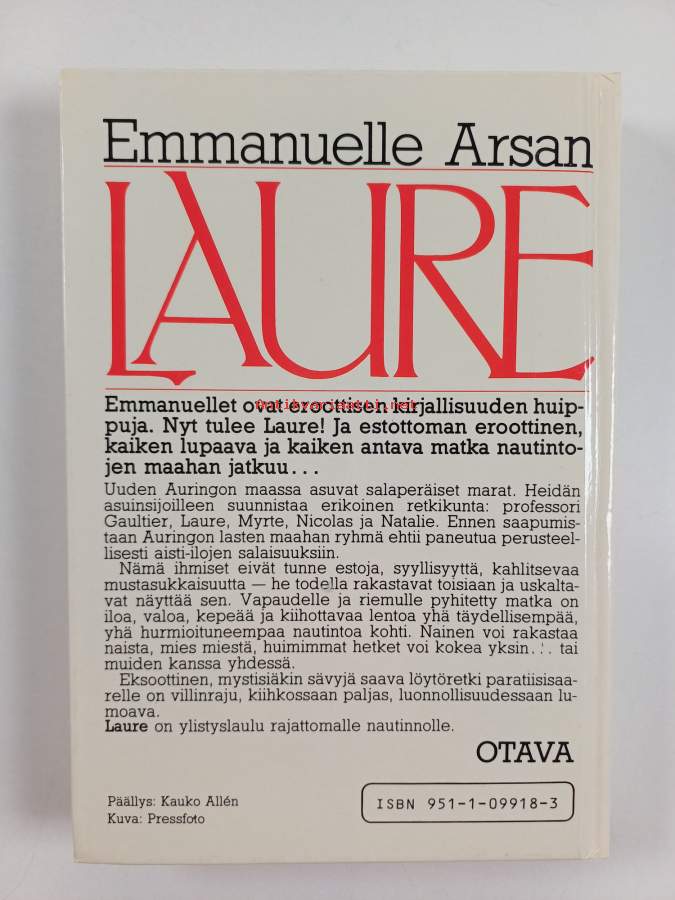 Emmanuelle Arsan
LAURE
Emmanuellet ovat eroottisen kirjallisuuden huip-
antikvariaatti.net
puja. Nyt tulee Laure! Ja estottoman eroottinen,
kaiken lupaava ja kaiken antava matka nautinto-
jen maahan jatkuu...
Uuden Auringon maassa asuvat salaperäiset marat. Heidän
asuinsijoilleen suunnistaa erikoinen retkikunta: professori
Gaultier, Laure, Myrte, Nicolas ja Natalie. Ennen saapumis-
taan Auringon lasten maahan ryhmä ehtii paneutua perusteel-
lisesti aisti-ilojen salaisuuksiin.
Nämä ihmiset eivät tunne estoja, syyllisyyttä, kahlitsevaa
mustasukkaisuutta — he todella rakastavat toisiaan ja uskalta-
vat näyttää sen. Vapaudelle ja riemulle pyhitetty matka on
iloa, valoa, kepeää ja kiihottavaa lentoa yhä täydellisempää,
yhä hurmioituneempaa nautintoa kohti. Nainen voi rakastaa
naista, mies miestä, huimimmat hetket voi kokea yksin... tai
muiden kanssa yhdessä.
Eksoottinen, mystisiäkin sävyjä saava löytöretki paratiisisaa-
relle on villinraju, kiihkossaan paljas, luonnollisuudessaan lu-
moava.
Laure on ylistyslaulu rajattomalle nautinnolle.
OTAVA
Päällys: Kauko Allén
Kuva: Pressfoto
ISBN 951-1-09918-3